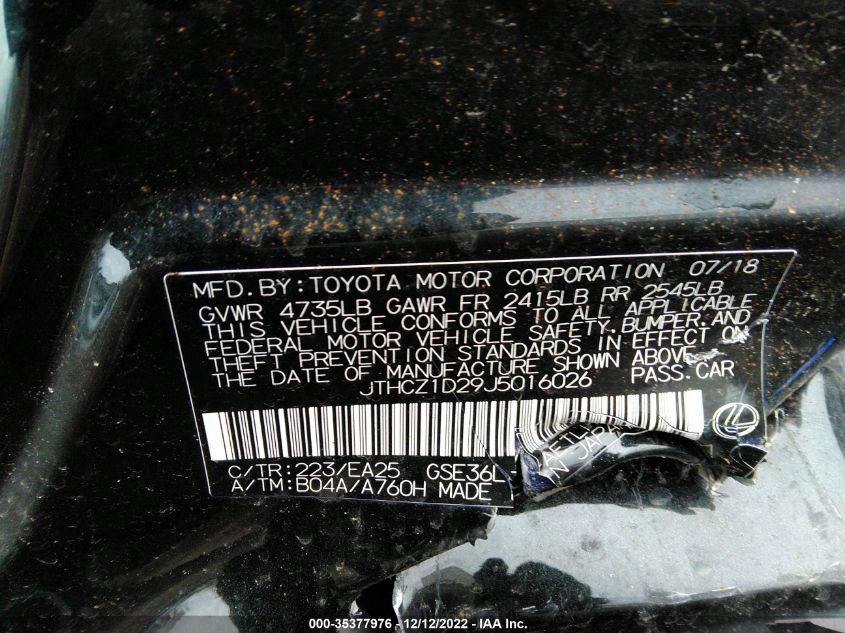 MFD.BY:TOYOTA MOTOR CORPORATION 07/18
GVWR 4735LB GAWR FR 2415LB RR 2545LB
THIS VEHICLE CONFORMS TO ALL APPLICABLE
FEDERAL MOTOR VEHICLE SAFETY,BUMPER,AND
THEFT PREVENTION STANDARDS IN EFFECT ON
THE DATE OF MANUFACTURE SHOWN ABOVE.
JTHCZ1D29J5016026 PASS.CAR
C/TR:223/EA25 GSE36L-
A/TM:B04A/A760H MADE
IN JAPAN
000-35377976 - 12/12/2022 - IAA Inc.